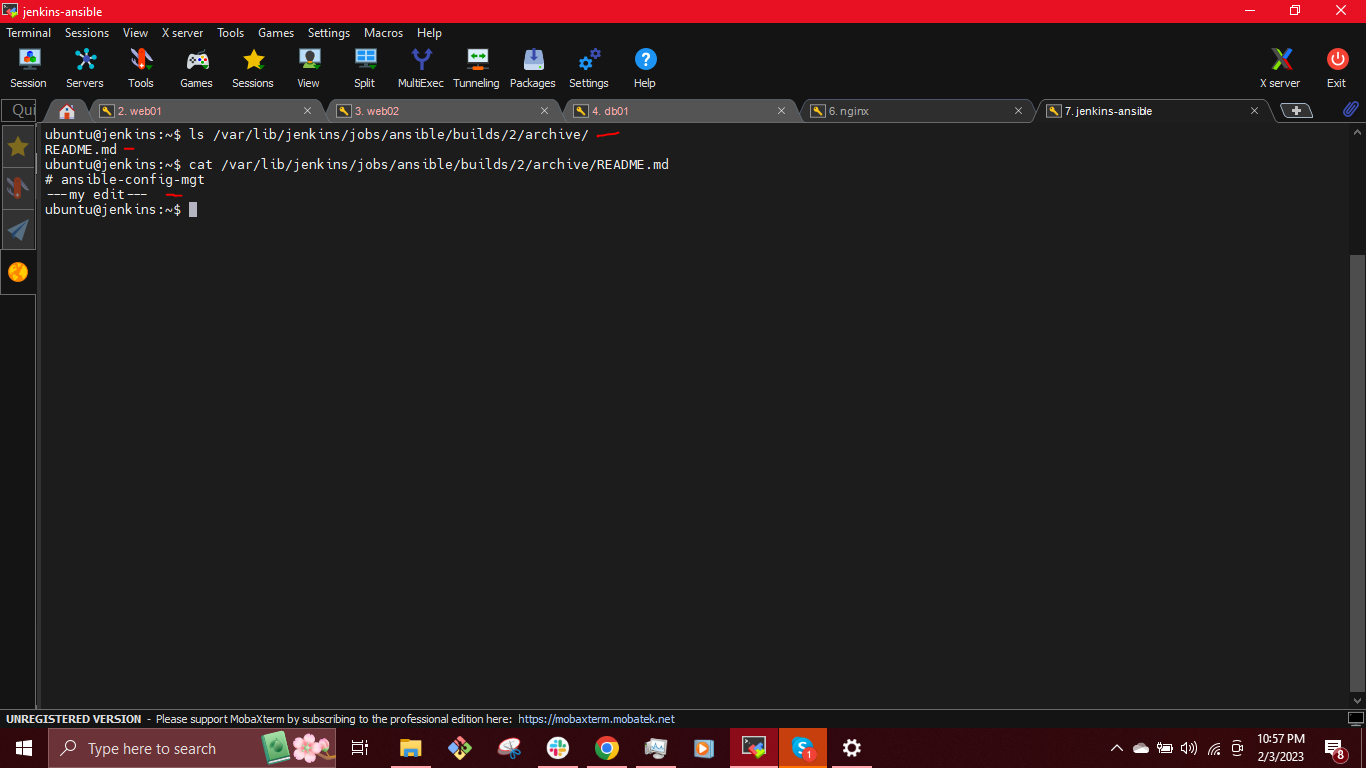 jenkins-ansible
Terminal Sessions View X server Tools Games Settings Macros Help
Session Servers Tools Games Sessions View Split MultiExec Tunneling Packages Settings Help X server Exit
Qui 2. web01 3. web02 4. db01 6. nginx 7. jenkins-ansible
ubuntu@jenkins:~$ ls /var/lib/jenkins/jobs/ansible/builds/2/archive/
README.md
ubuntu@jenkins:~$ cat /var/lib/jenkins/jobs/ansible/builds/2/archive/README.md
# ansible-config-mgt
---my edit---
ubuntu@jenkins:~$
UNREGISTERED VERSION - Please support MobaXterm by subscribing to the professional edition here: https://mobaxterm.mobatek.net
Type here to search
1
10:57 PM
2/3/2023
8